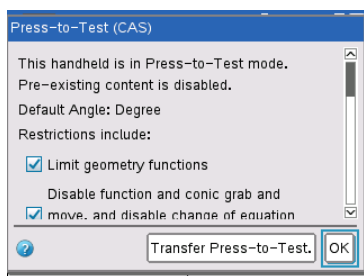 Press-to-Test (CAS)
This handheld is in Press-to-Test mode.
Pre-existing content is disabled.
Default Angle: Degree
Restrictions include:
Limit geometry functions
Disable function and conic grab and
move, and disable change of equation
? Transfer Press-to-Test. OK